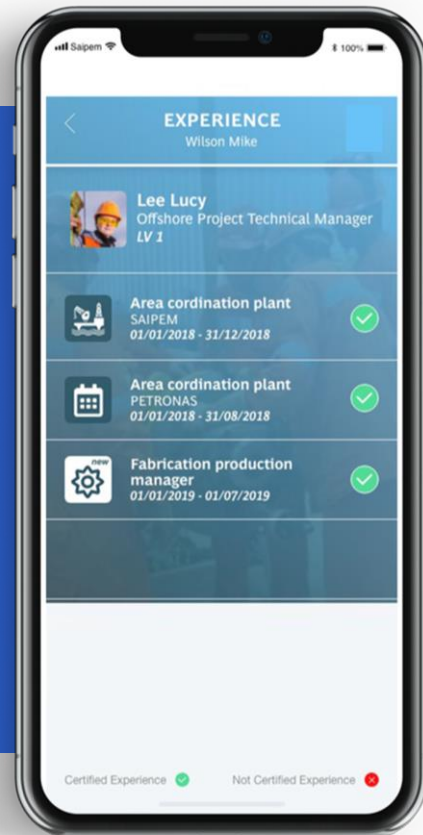 Saipem 100%
EXPERIENCE
Wilson Mike
Lee Lucy
Offshore Project Technical Manager
LV 1
Area cordination plant
SAIPEM
01/01/2018 - 31/12/2018
Area cordination plant
PETRONAS
01/01/2018 - 31/08/2018
new
Fabrication production
manager
01/01/2019 - 01/07/2019
Certified Experience Not Certified Experience